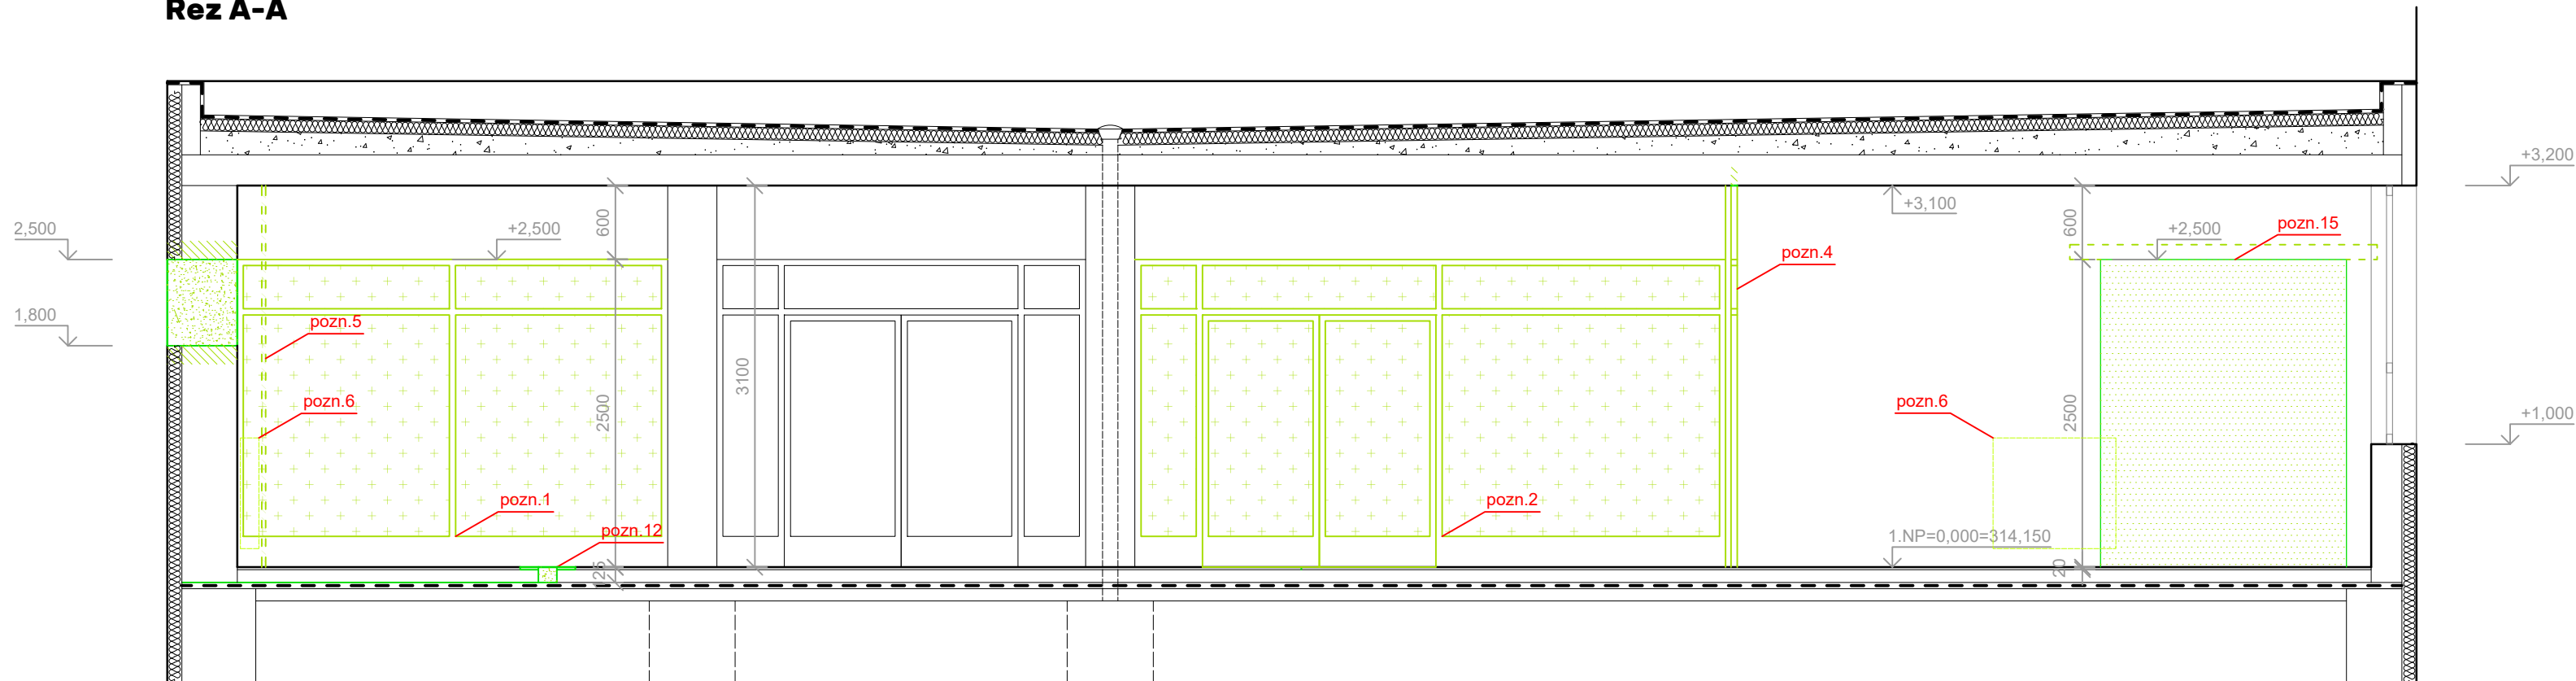 Rez A-A
+3,200
600
600
+3,100
pozn.15
2,500
+2,500
+2,500
pozn.4
1,800
pozn.5
3100
pozn.6
2500
pozn.6
2500
+1,000
pozn.1
pozn.2
pozn.12
1.NP=0,000=314,150
20